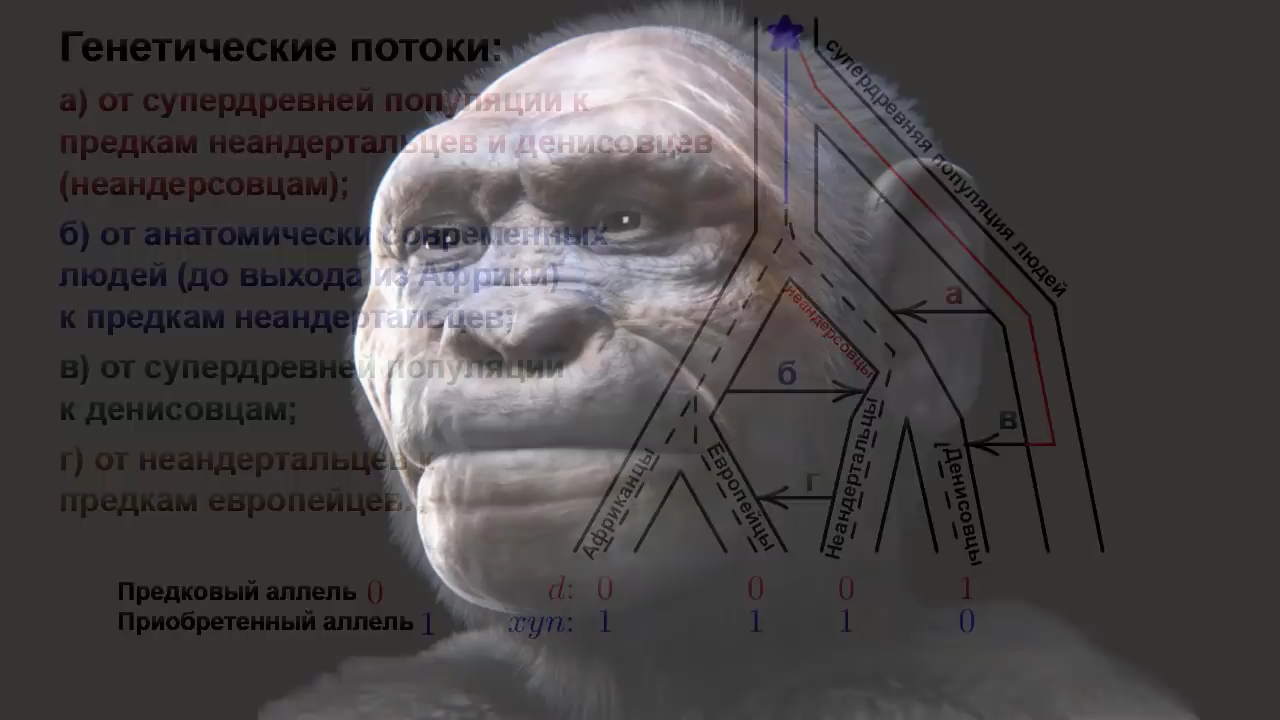 Генетические потоки:
а) от супердревней популяции к
предкам неандертальцев и денисовцев
(неандерсовцам);
б) от анатомически современных
людей (до выхода из Африки)
к предкам неандертальцев;
в) от супердревней популяции
к денисовцам;
г) от неандертальцев к
предкам европейцев.
супердревняя популяция людей
а
неандерсовцы
б
в
г
Африканцы
Европейцы
Неандертальцы
Денисовцы
Предковый аллель 0
d: 0 0 0 1
Приобретенный аллель 1
xyn: 1 1 1 0